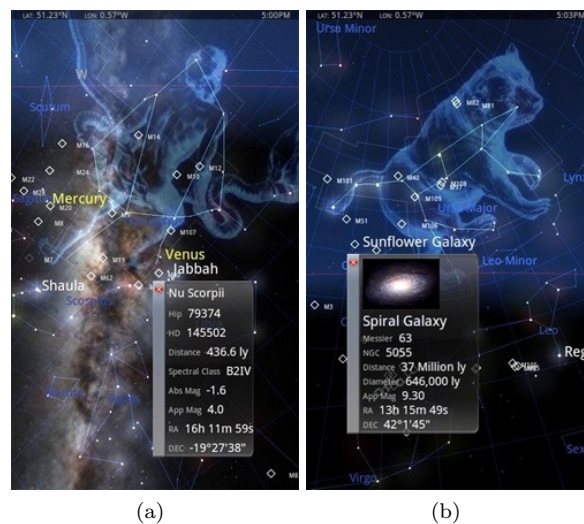 LAT: 51.23°N LON: 0.57°W 5:00PM
W
Scutum
M16
M14
M24
M22
M10
M12
Mercury
M20
M9
M8
M107
M7
Venus
M19
Jabbah
M62
Shaula
Scorpius
Nu Scorpii
Hip 79374
HD 145502
Distance 436.6 ly
Spectral Class B2IV
Abs Mag -1.6
App Mag 4.0
RA 16h 11m 59s
DEC -19°27'38"
(a)
LAT: 51.23°N LON: 0.57°W 5:03PM
Ursa Minor
M82
M81
M101
M40
M108
Lynx
M109
Ursa Major
M51
M106
Sunflower Galaxy
Leo Minor
Spiral Galaxy
M3
Messier 63
NGC 5055
Leo
Distance 37 Million ly
Reg
Diameter 646,000 ly
App Mag 9.30
RA 13h 15m 49s
DEC 42°1'45"
Virgo
Sex
(b)